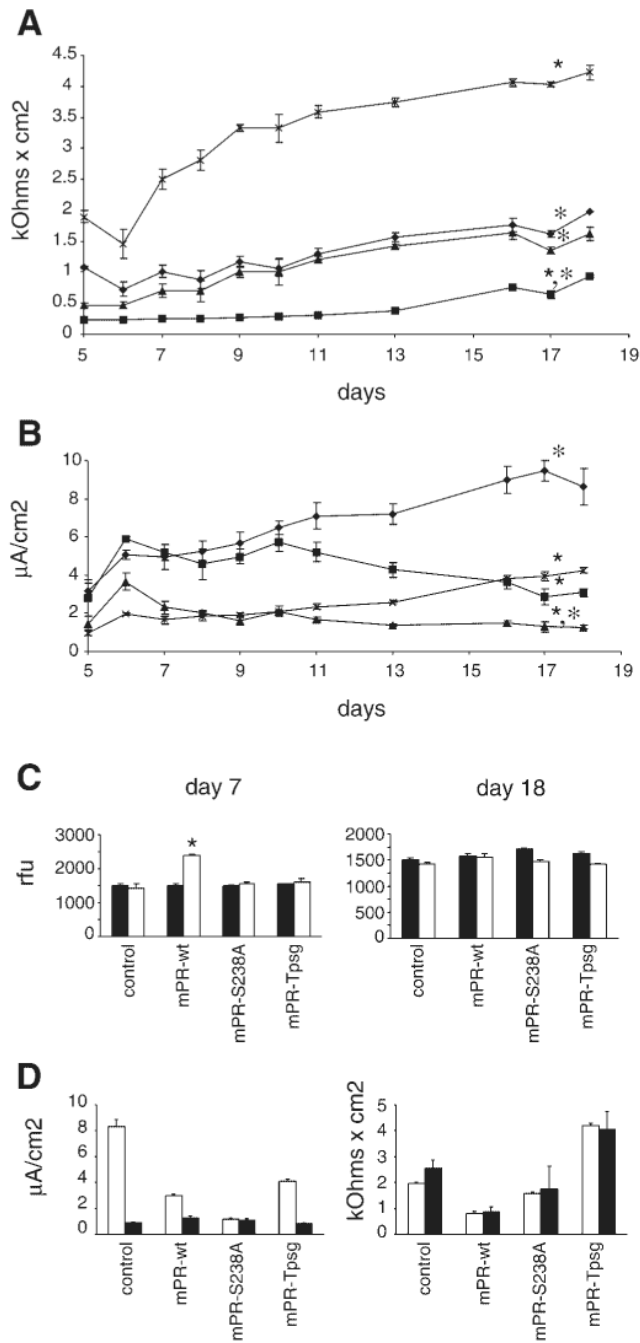 A
kOhms x cm2
4.5
4
3.5
3
2.5
2
1.5
1
0.5
0
*
*
*
*,*
5 7 9 11 13 15 17 19
days
B
µA/cm2
10
8
6
4
2
0
*
*
*
*,*
5 7 9 11 13 15 17 19
days
C
day 7
day 18
rfu
3000
2000
1000
0
*
control
mPR-wt
mPR-S238A
mPR-Tpsg
2000
1500
1000
500
0
control
mPR-wt
mPR-S238A
mPR-Tpsg
D
µA/cm2
10
8
6
4
2
0
control
mPR-wt
mPR-S238A
mPR-Tpsg
kOhms x cm2
5
4
3
2
1
0
control
mPR-wt
mPR-S238A
mPR-Tpsg